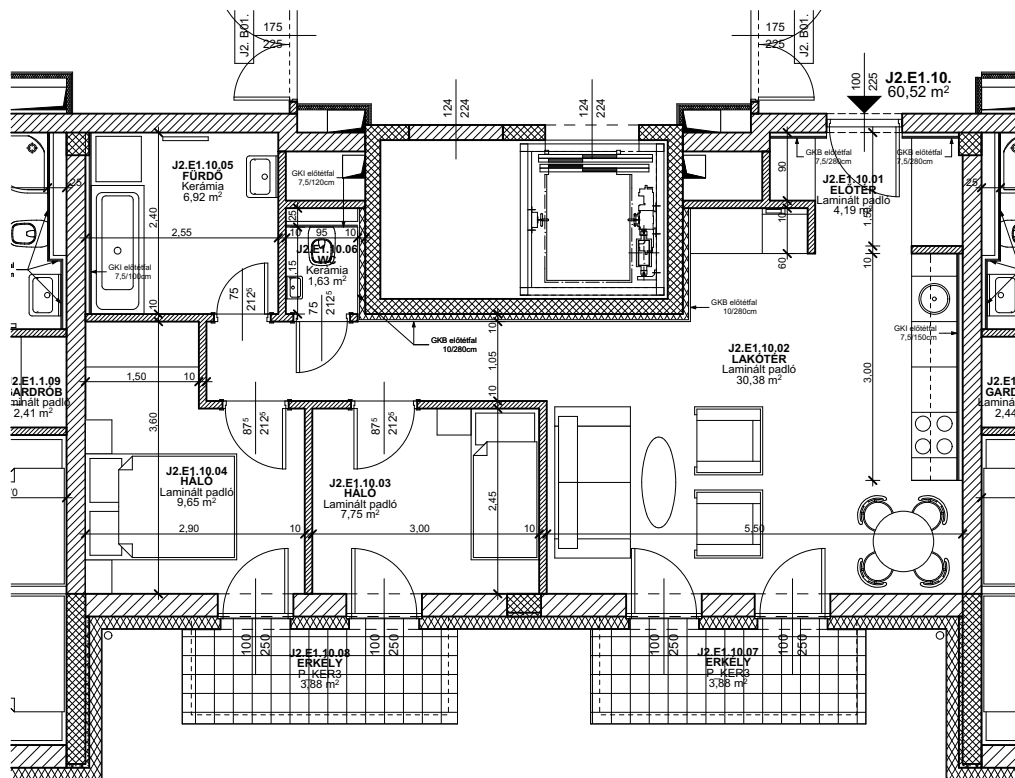 175
225
J2. B01.
124
224
124
224
175
225
J2. B01.
100
225
J2.E1.10.
60,52 m²
J2.E1.10.05
FÜRDŐ
Kerámia
6,92 m²
2,40
2,55
10
25
GKI előtétfal
7,5/100cm
GKI előtétfal
7,5/120cm
25
10
95
10
J2.E1.10.06
WC
Kerámia
1,63 m²
75
212⁵
75
212⁵
GKB előtétfal
10/280cm
GKB előtétfal
7,5/280cm
GKB előtétfal
7,5/280cm
J2.E1.10.01
ELŐTÉR
Laminált padló
4,19 m²
90
10
60
10
25
GKB előtétfal
10/280cm
GKI előtétfal
7,5/150cm
J2.E1.10.02
LAKÓTÉR
Laminált padló
30,38 m²
3,00
10
1,05
10
1,50
10
3,60
87⁵
212⁵
87⁵
212⁵
J2.E1.10.04
HÁLÓ
Laminált padló
9,65 m²
J2.E1.10.03
HÁLÓ
Laminált padló
7,75 m²
2,45
2,90
10
3,00
10
5,50
2,41 m²
2,44
100
250
100
250
J2.E1.10.08
ERKÉLY
P_KER3
3,88 m²
100
250
100
250
J2.E1.10.07
ERKÉLY
P_KER3
3,88 m²